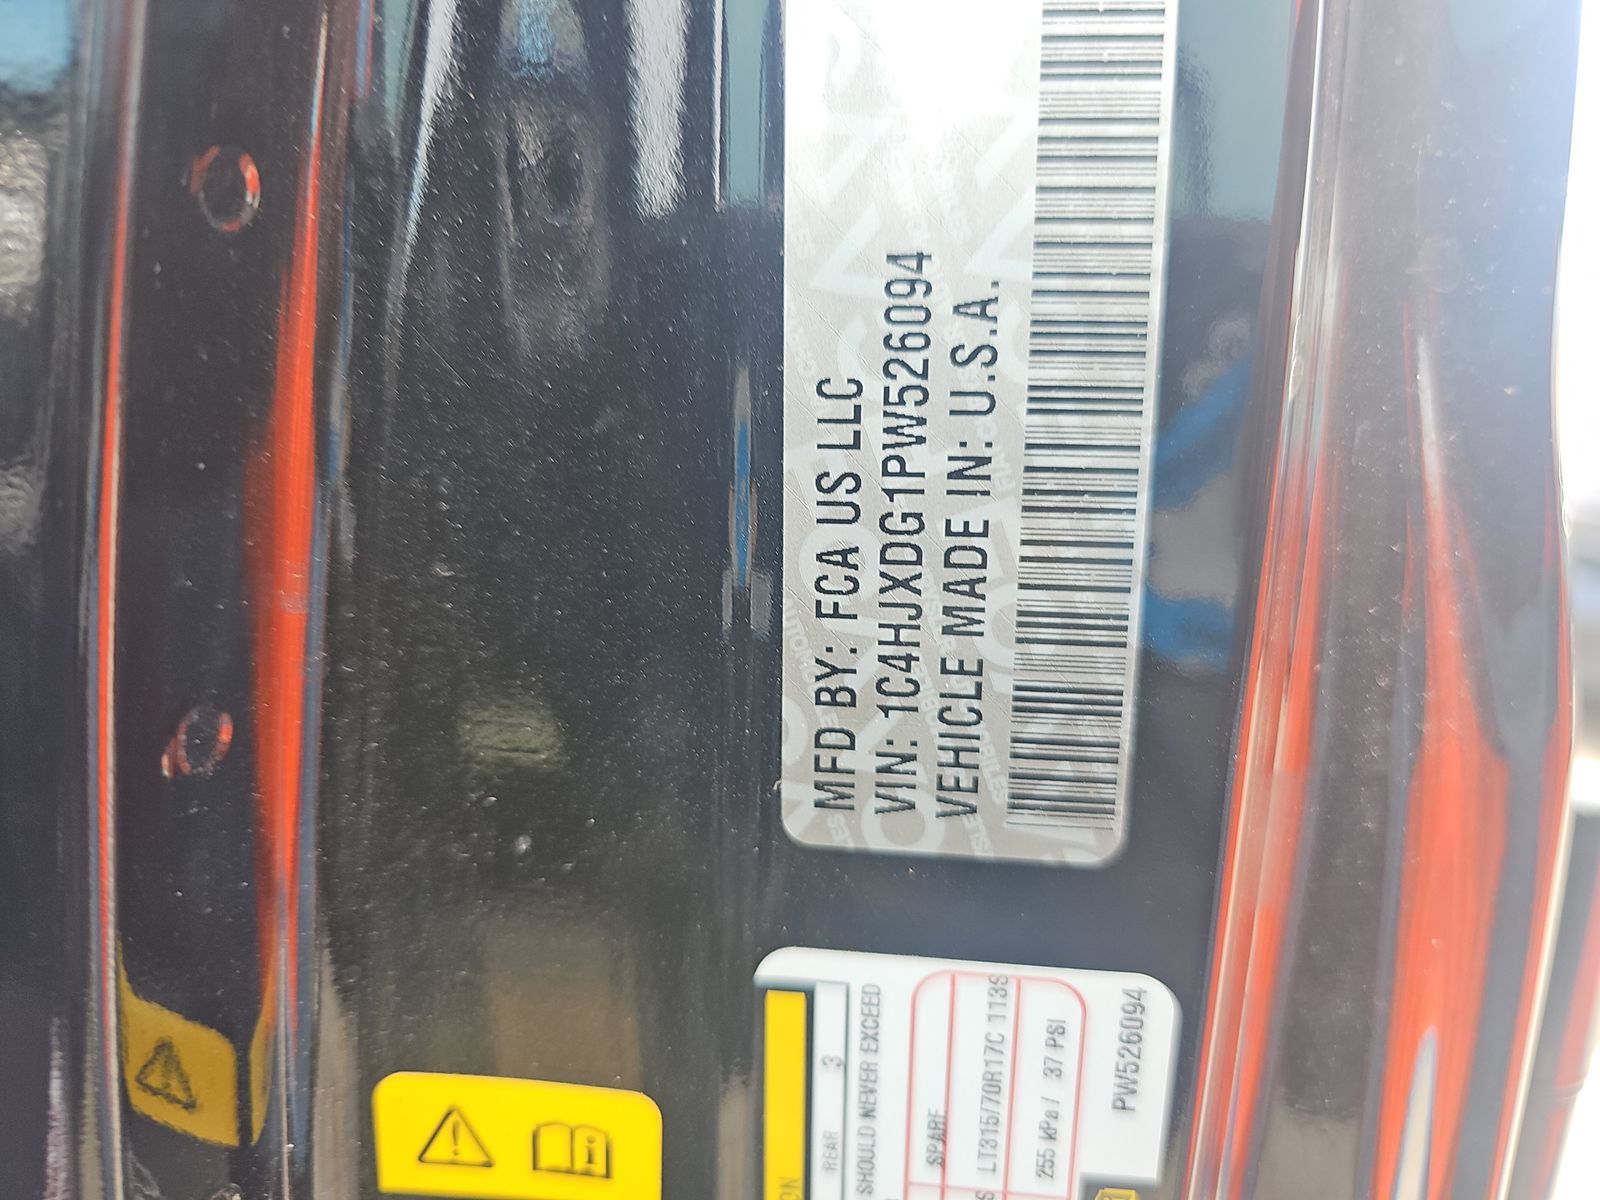 MFD BY: FCA US LLC
VIN: 1C4HJXDG1PW526094
VEHICLE MADE IN: U.S.A.
REAR 3
SHOULD NEVER EXCEED
SPARE
LT315/70R17C 113S
255 kPa / 37 PSI
PW526094